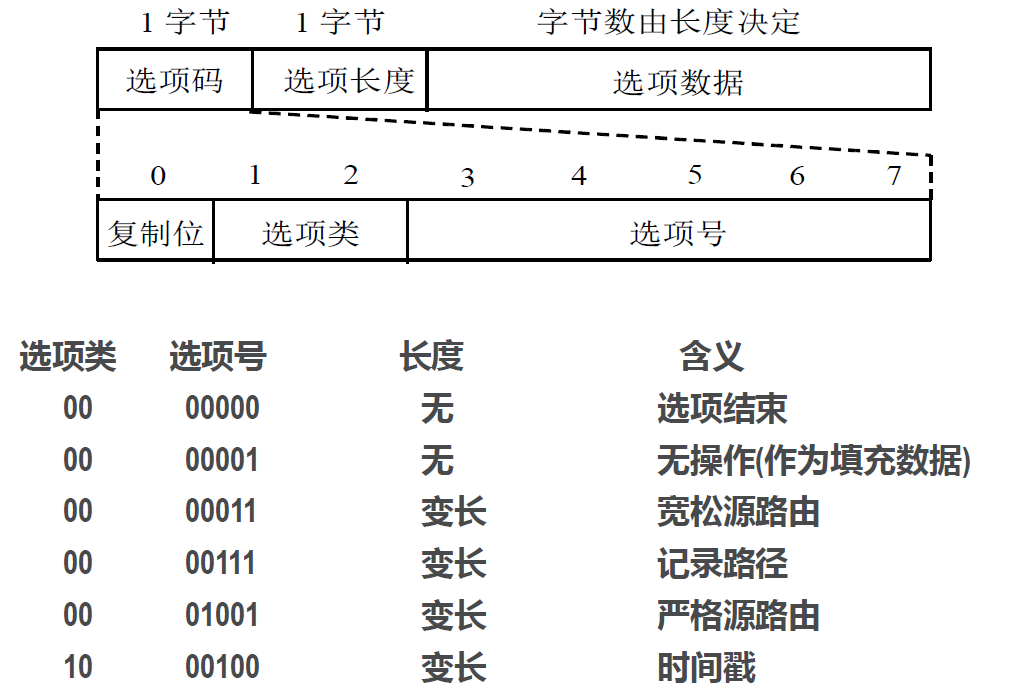 1 字节 1 字节 字节数由长度决定
选项码 选项长度 选项数据
0 1 2 3 4 5 6 7
复制位 选项类 选项号
选项类 选项号 长度 含义
00 00000 无 选项结束
00 00001 无 无操作(作为填充数据)
00 00011 变长 宽松源路由
00 00111 变长 记录路径
00 01001 变长 严格源路由
10 00100 变长 时间戳